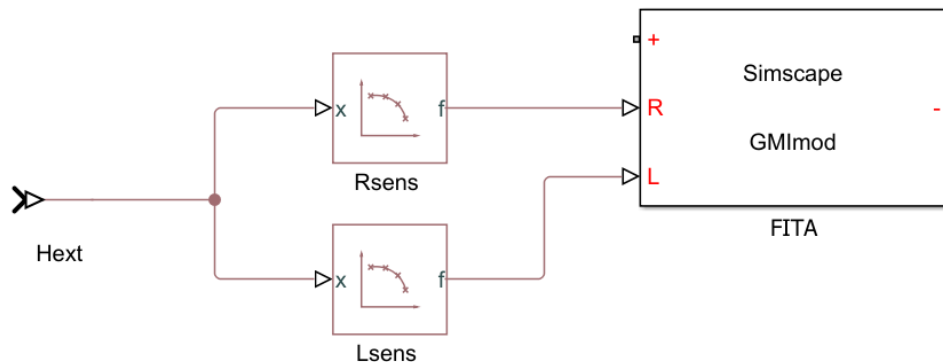 +
Simscape
x
f
R
-
GMImod
Rsens
L
FITA
Hext
x
f
Lsens